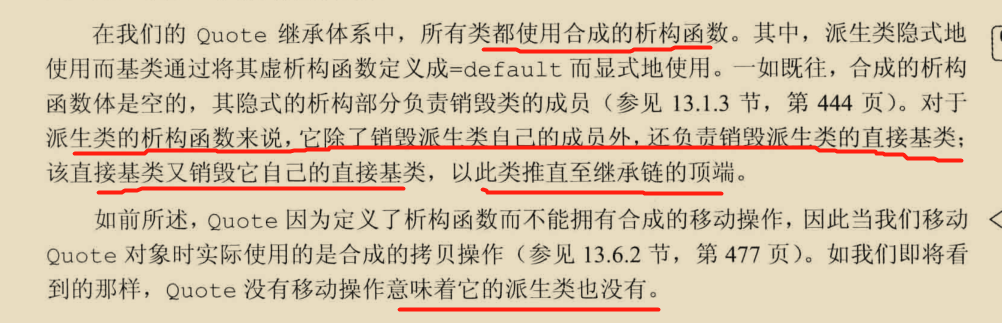 在我们的 Quote 继承体系中，所有类都使用合成的析构函数。其中，派生类隐式地
使用而基类通过将其虚析构函数定义成=default 而显式地使用。一如既往，合成的析构
函数体是空的，其隐式的析构部分负责销毁类的成员（参见 13.1.3 节，第 444 页）。对于
派生类的析构函数来说，它除了销毁派生类自己的成员外，还负责销毁派生类的直接基类；
该直接基类又销毁它自己的直接基类，以此类推直至继承链的顶端。
如前所述，Quote 因为定义了析构函数而不能拥有合成的移动操作，因此当我们移动
Quote 对象时实际使用的是合成的拷贝操作（参见 13.6.2 节，第 477 页）。如我们即将看
到的那样，Quote 没有移动操作意味着它的派生类也没有。